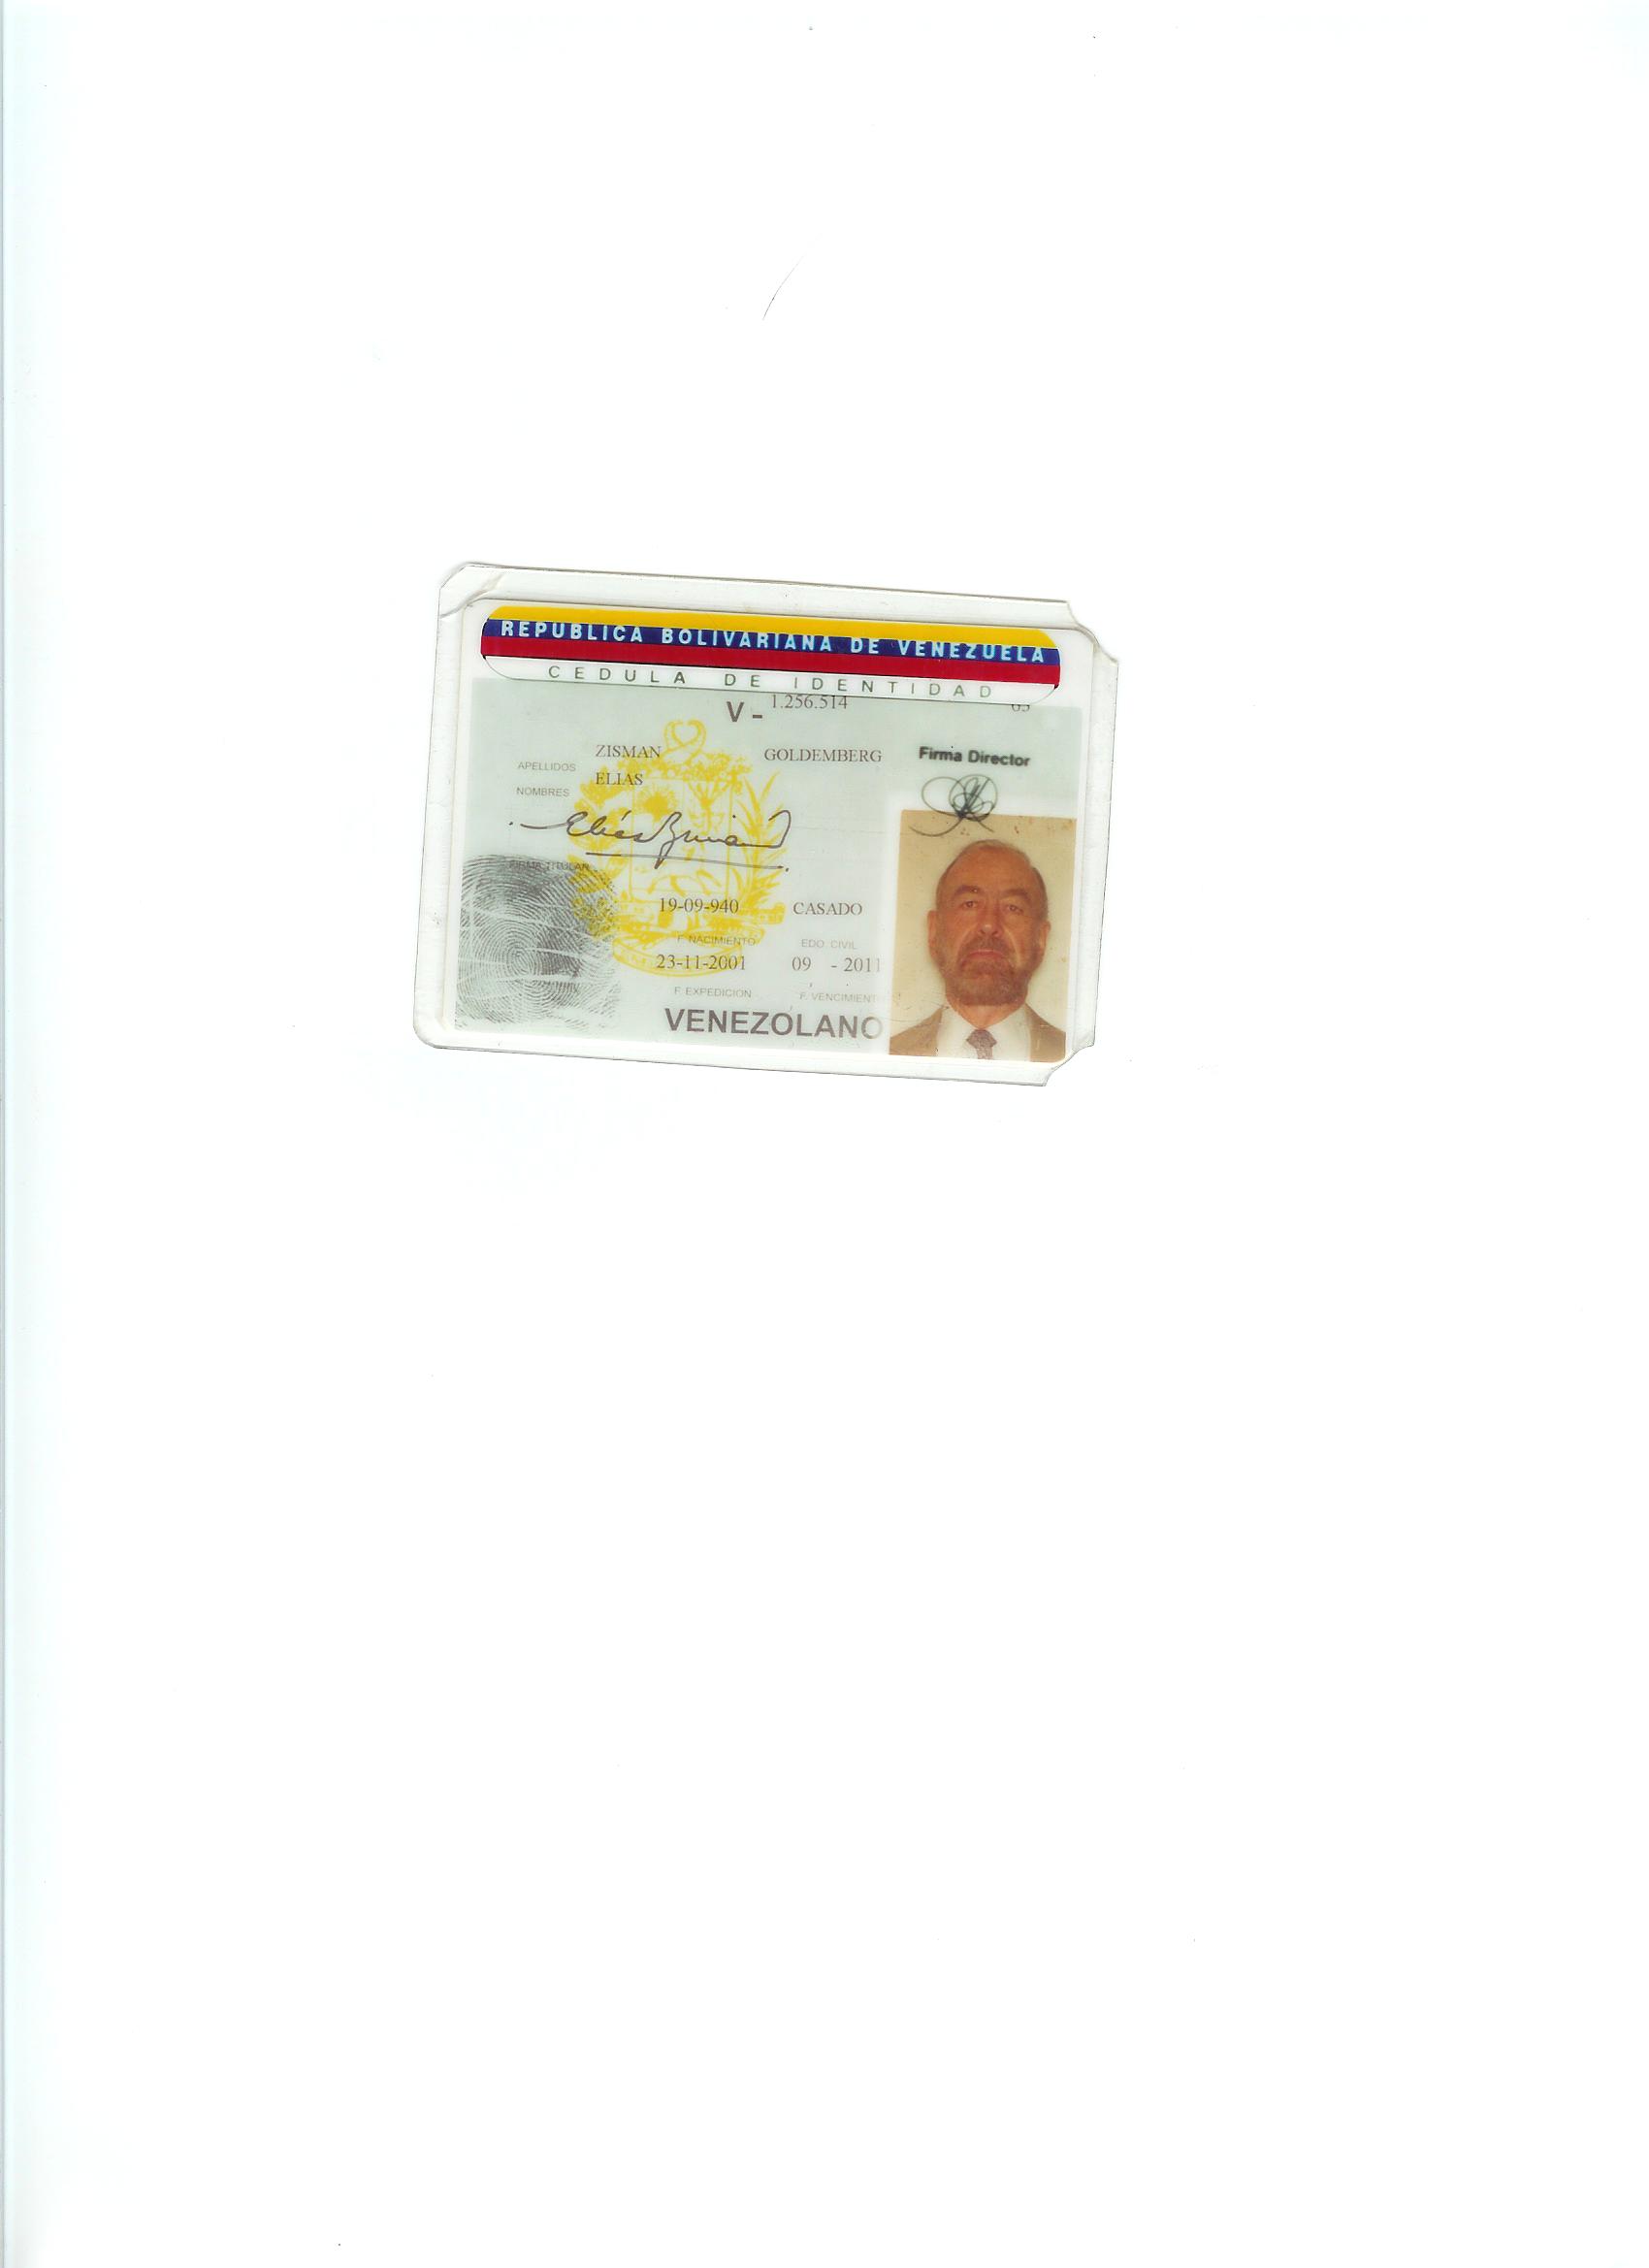 REPUBLICA BOLIVARIANA DE VENEZUELA
CEDULA DE IDENTIDAD
V - 1.256.514
APELLIDOS ZISMAN GOLDEMBERG
NOMBRES ELIAS
Firma Director
Elías Zisman
FIRMA TITULAR
19-09-940 CASADO
F. NACIMIENTO EDO. CIVIL
23-11-2001 09 - 2011
F. EXPEDICION F. VENCIMIENTO
VENEZOLANO